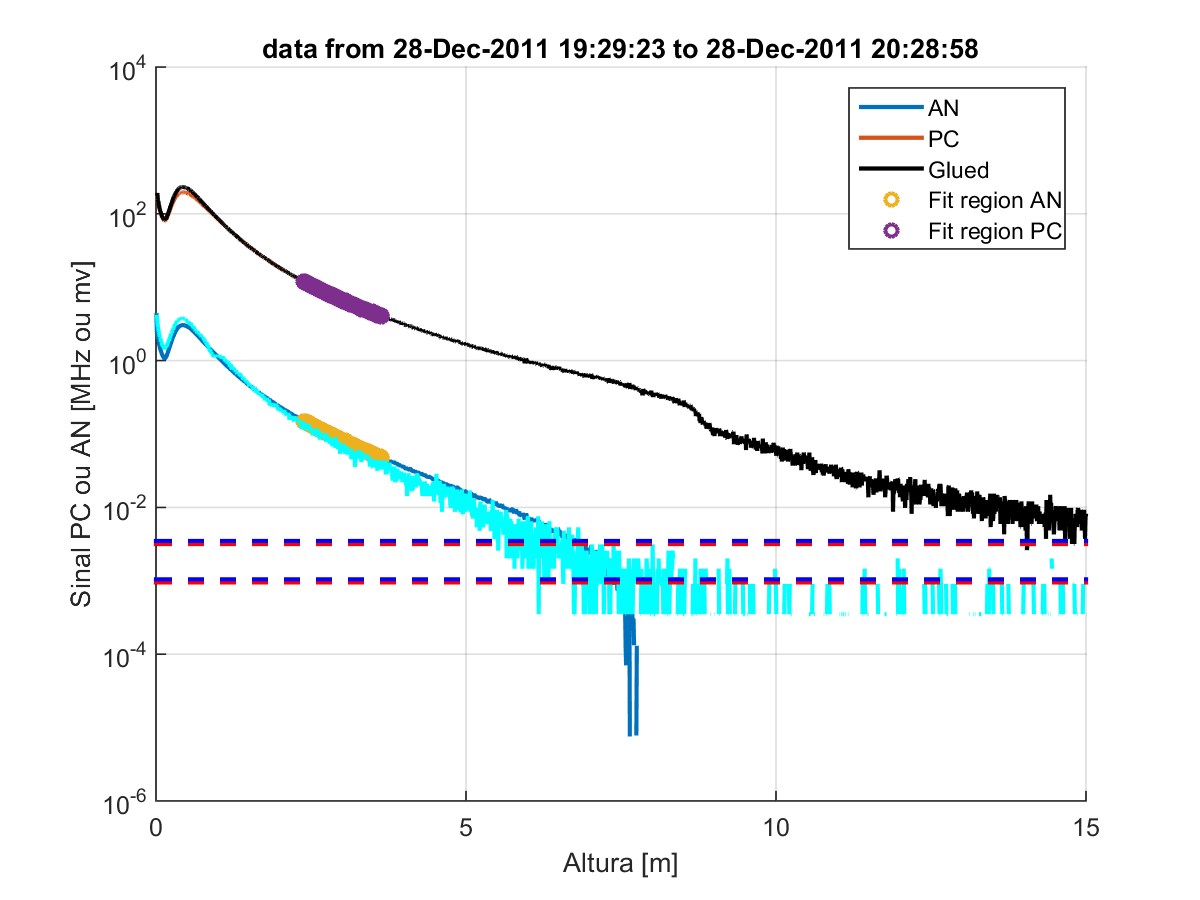 data from 28-Dec-2011 19:29:23 to 28-Dec-2011 20:28:58
10^4
10^2
10^0
10^-2
10^-4
10^-6
Sinal PC ou AN [MHz ou mv]
AN
PC
Glued
Fit region AN
Fit region PC
0 5 10 15
Altura [m]